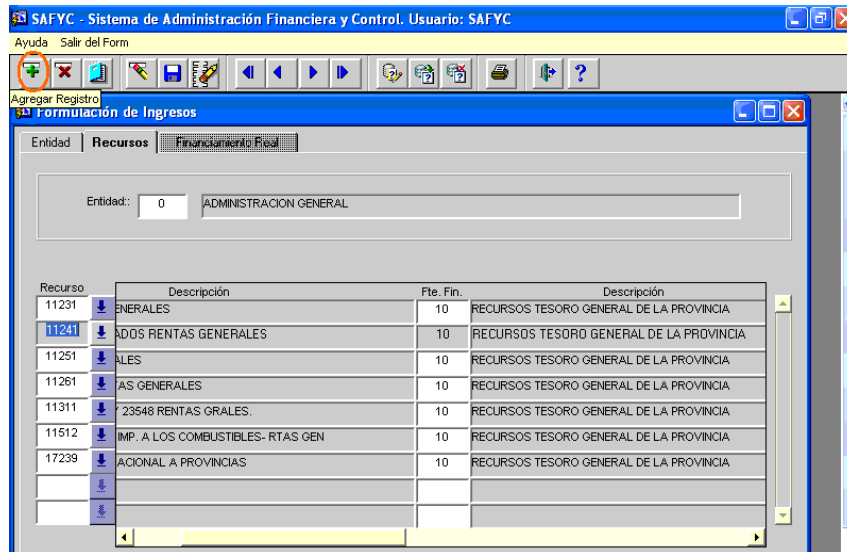 SAFYC - Sistema de Administración Financiera y Control. Usuario: SAFYC
Ayuda Salir del Form
Agregar Registro
Formulación de Ingresos
Entidad Recursos Financiamiento Real
Entidad:: 0 ADMINISTRACION GENERAL
Recurso Descripción Fte. Fin. Descripción
11231 ENERALES 10 RECURSOS TESORO GENERAL DE LA PROVINCIA
11241 ADOS RENTAS GENERALES 10 RECURSOS TESORO GENERAL DE LA PROVINCIA
11251 ALES 10 RECURSOS TESORO GENERAL DE LA PROVINCIA
11261 AS GENERALES 10 RECURSOS TESORO GENERAL DE LA PROVINCIA
11311 23548 RENTAS GRALES. 10 RECURSOS TESORO GENERAL DE LA PROVINCIA
11512 IMP. A LOS COMBUSTIBLES- RTAS GEN 10 RECURSOS TESORO GENERAL DE LA PROVINCIA
17239 ACIONAL A PROVINCIAS 10 RECURSOS TESORO GENERAL DE LA PROVINCIA